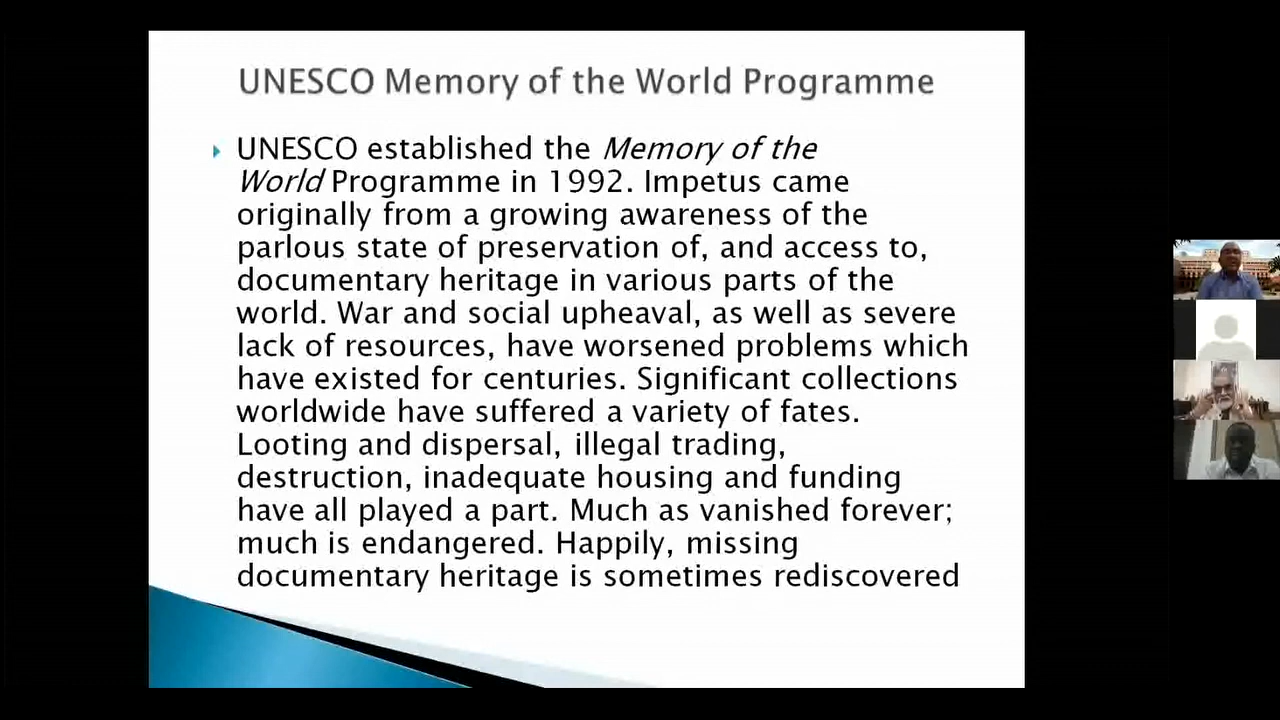 UNESCO Memory of the World Programme
UNESCO established the Memory of the
World Programme in 1992. Impetus came
originally from a growing awareness of the
parlous state of preservation of, and access to,
documentary heritage in various parts of the
world. War and social upheaval, as well as severe
lack of resources, have worsened problems which
have existed for centuries. Significant collections
worldwide have suffered a variety of fates.
Looting and dispersal, illegal trading,
destruction, inadequate housing and funding
have all played a part. Much as vanished forever;
much is endangered. Happily, missing
documentary heritage is sometimes rediscovered